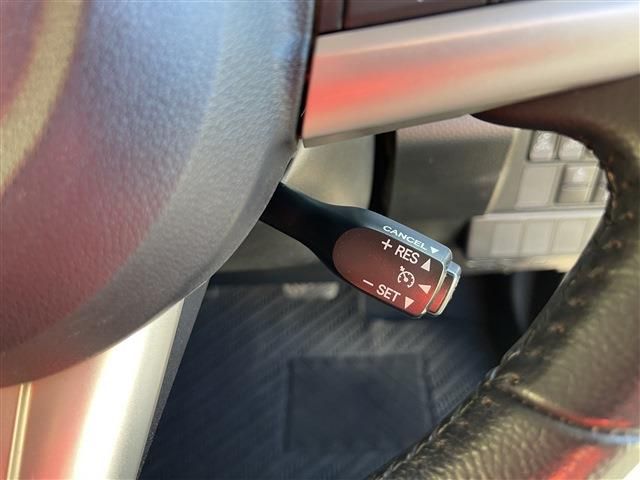 CANCEL▼
+ RES ▲
− SET ▼